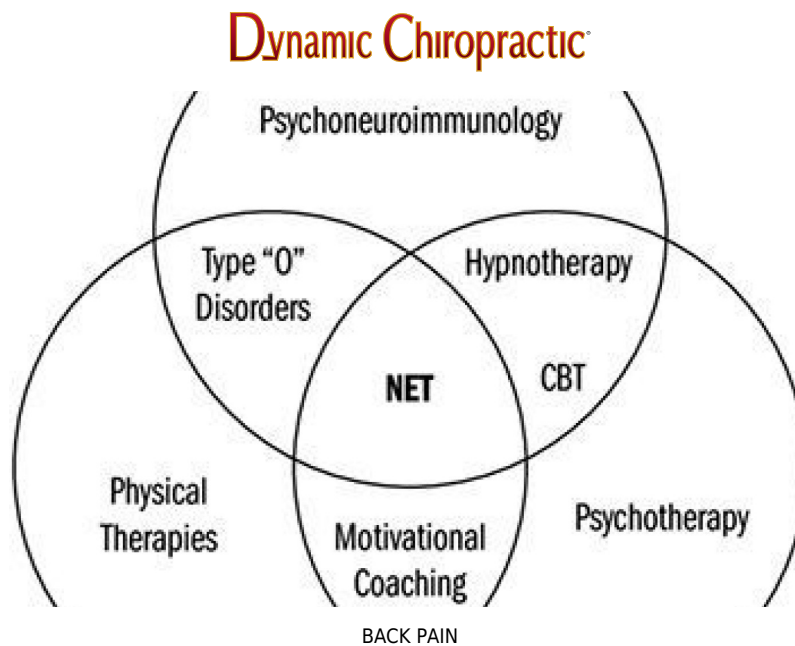 Dynamic Chiropractic®
Psychoneuroimmunology
Type “O”
Disorders
Hypnotherapy
NET
CBT
Physical
Therapies
Motivational
Coaching
Psychotherapy
BACK PAIN